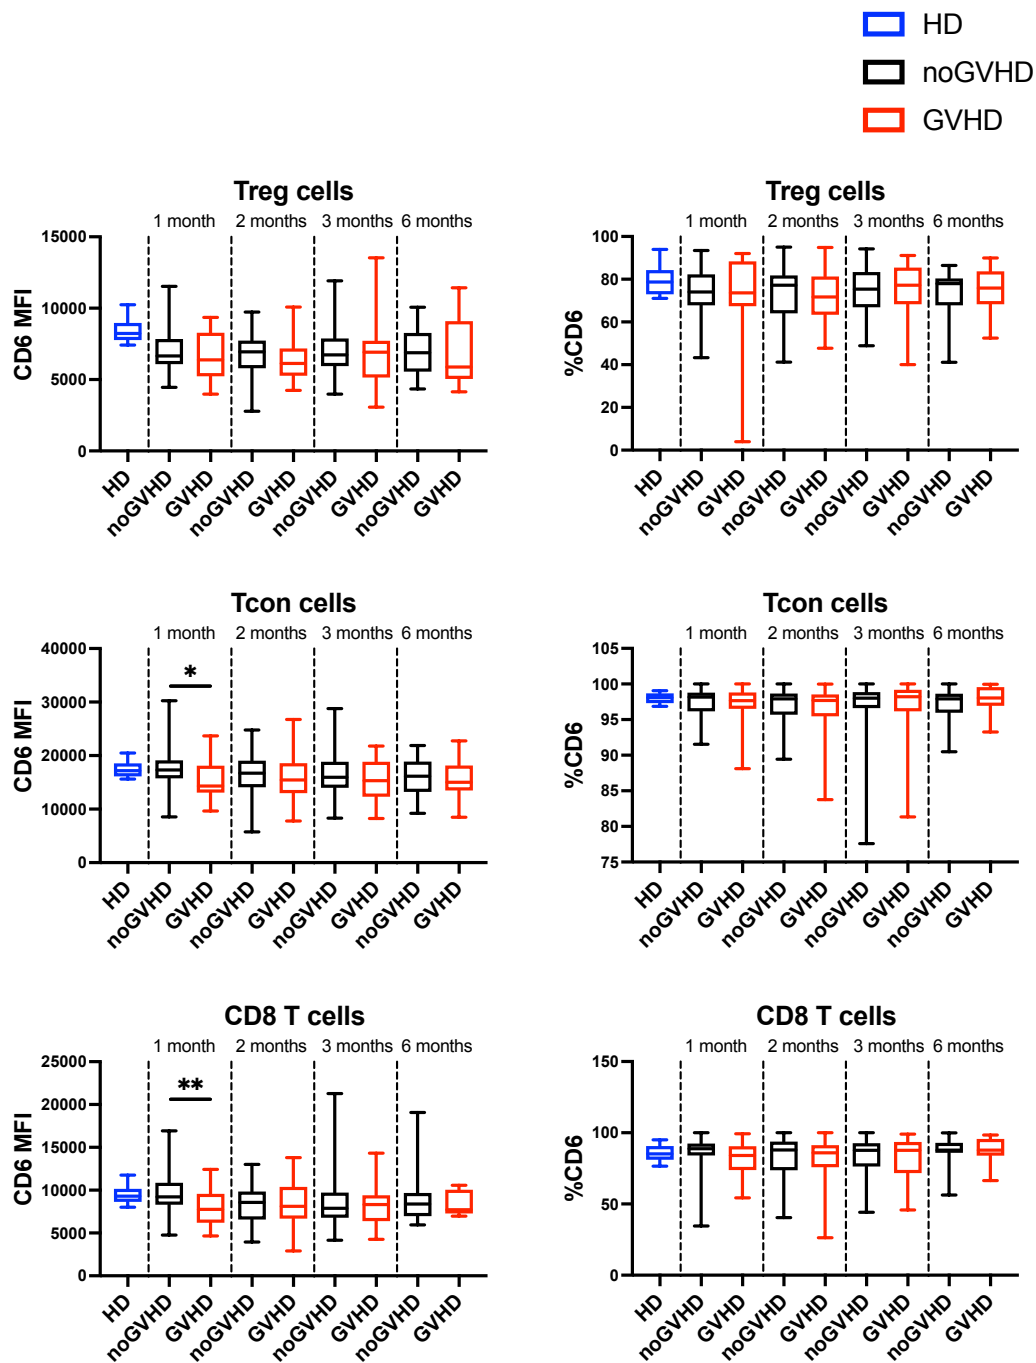 HD
noGVHD
GVHD
Treg cells
1 month 2 months 3 months 6 months
CD6 MFI
15000
10000
5000
0
HD noGVHD GVHD noGVHD GVHD noGVHD GVHD noGVHD GVHD
Treg cells
1 month 2 months 3 months 6 months
%CD6
100
80
60
40
20
0
HD noGVHD GVHD noGVHD GVHD noGVHD GVHD noGVHD GVHD
Tcon cells
1 month 2 months 3 months 6 months
CD6 MFI
40000
30000
20000
10000
0
*
HD noGVHD GVHD noGVHD GVHD noGVHD GVHD noGVHD GVHD
Tcon cells
1 month 2 months 3 months 6 months
%CD6
105
100
95
90
85
80
75
HD noGVHD GVHD noGVHD GVHD noGVHD GVHD noGVHD GVHD
CD8 T cells
1 month 2 months 3 months 6 months
CD6 MFI
25000
20000
15000
10000
5000
0
**
HD noGVHD GVHD noGVHD GVHD noGVHD GVHD noGVHD GVHD
CD8 T cells
1 month 2 months 3 months 6 months
%CD6
150
100
50
0
HD noGVHD GVHD noGVHD GVHD noGVHD GVHD noGVHD GVHD